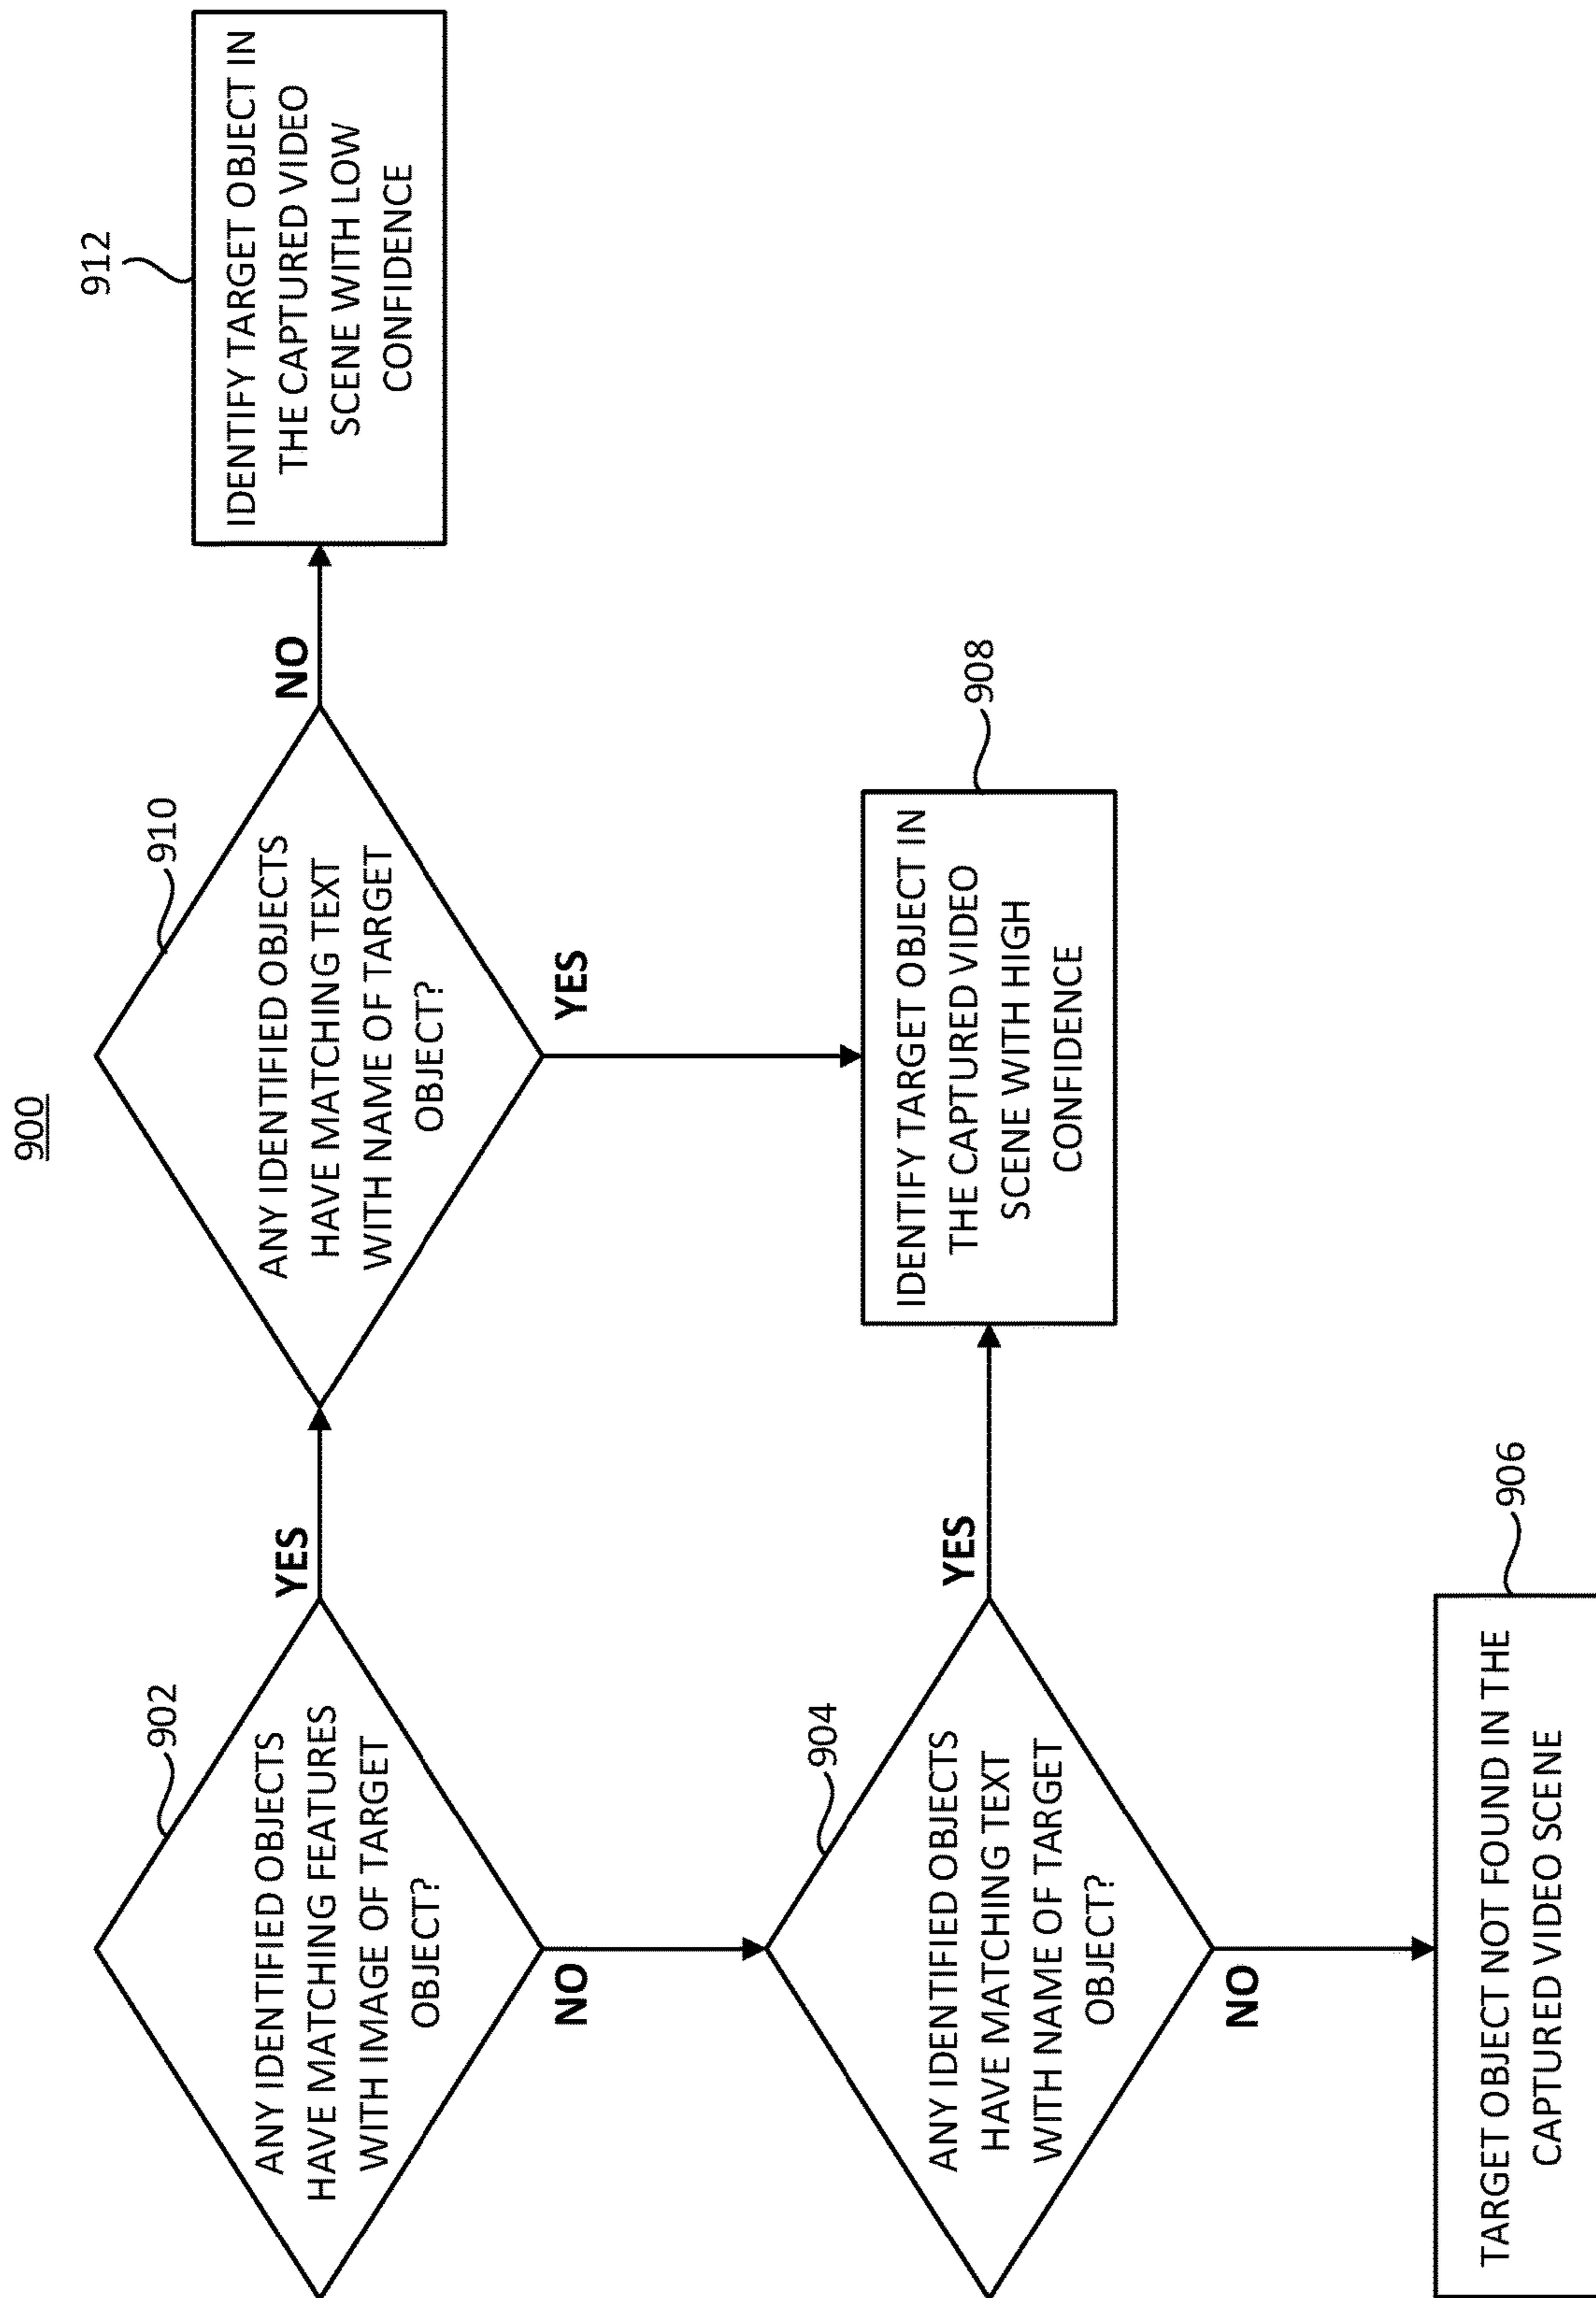 900
902
ANY IDENTIFIED OBJECTS
HAVE MATCHING FEATURES
WITH IMAGE OF TARGET
OBJECT?
YES
910
ANY IDENTIFIED OBJECTS
HAVE MATCHING TEXT
WITH NAME OF TARGET
OBJECT?
NO
912
IDENTIFY TARGET OBJECT IN
THE CAPTURED VIDEO
SCENE WITH LOW
CONFIDENCE
NO
YES
904
ANY IDENTIFIED OBJECTS
HAVE MATCHING TEXT
WITH NAME OF TARGET
OBJECT?
YES
908
IDENTIFY TARGET OBJECT IN
THE CAPTURED VIDEO
SCENE WITH HIGH
CONFIDENCE
NO
906
TARGET OBJECT NOT FOUND IN THE
CAPTURED VIDEO SCENE